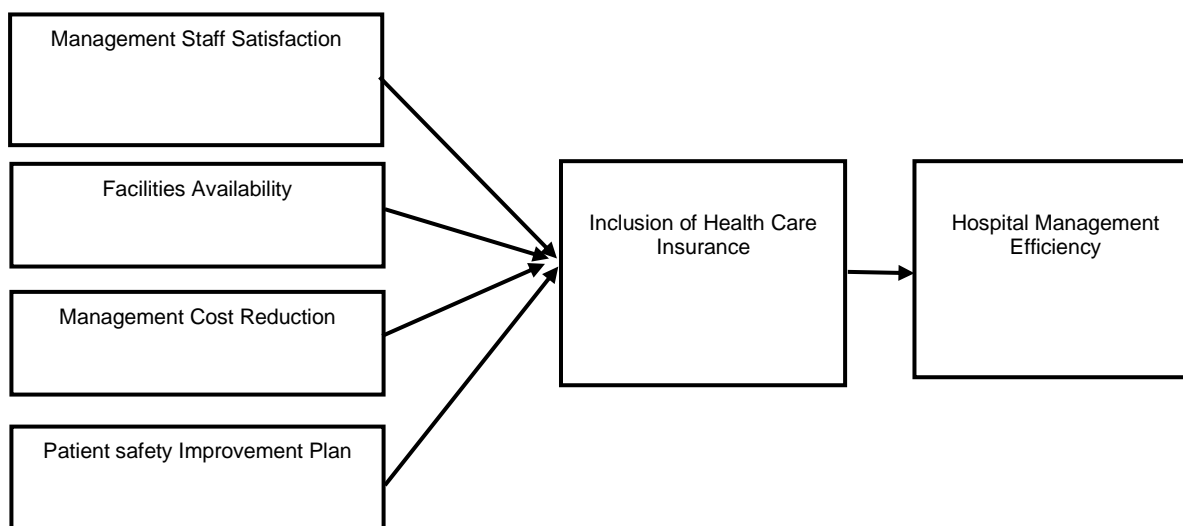 Management Staff Satisfaction
Facilities Availability
Management Cost Reduction
Patient safety Improvement Plan
Inclusion of Health Care
Insurance
Hospital Management
Efficiency